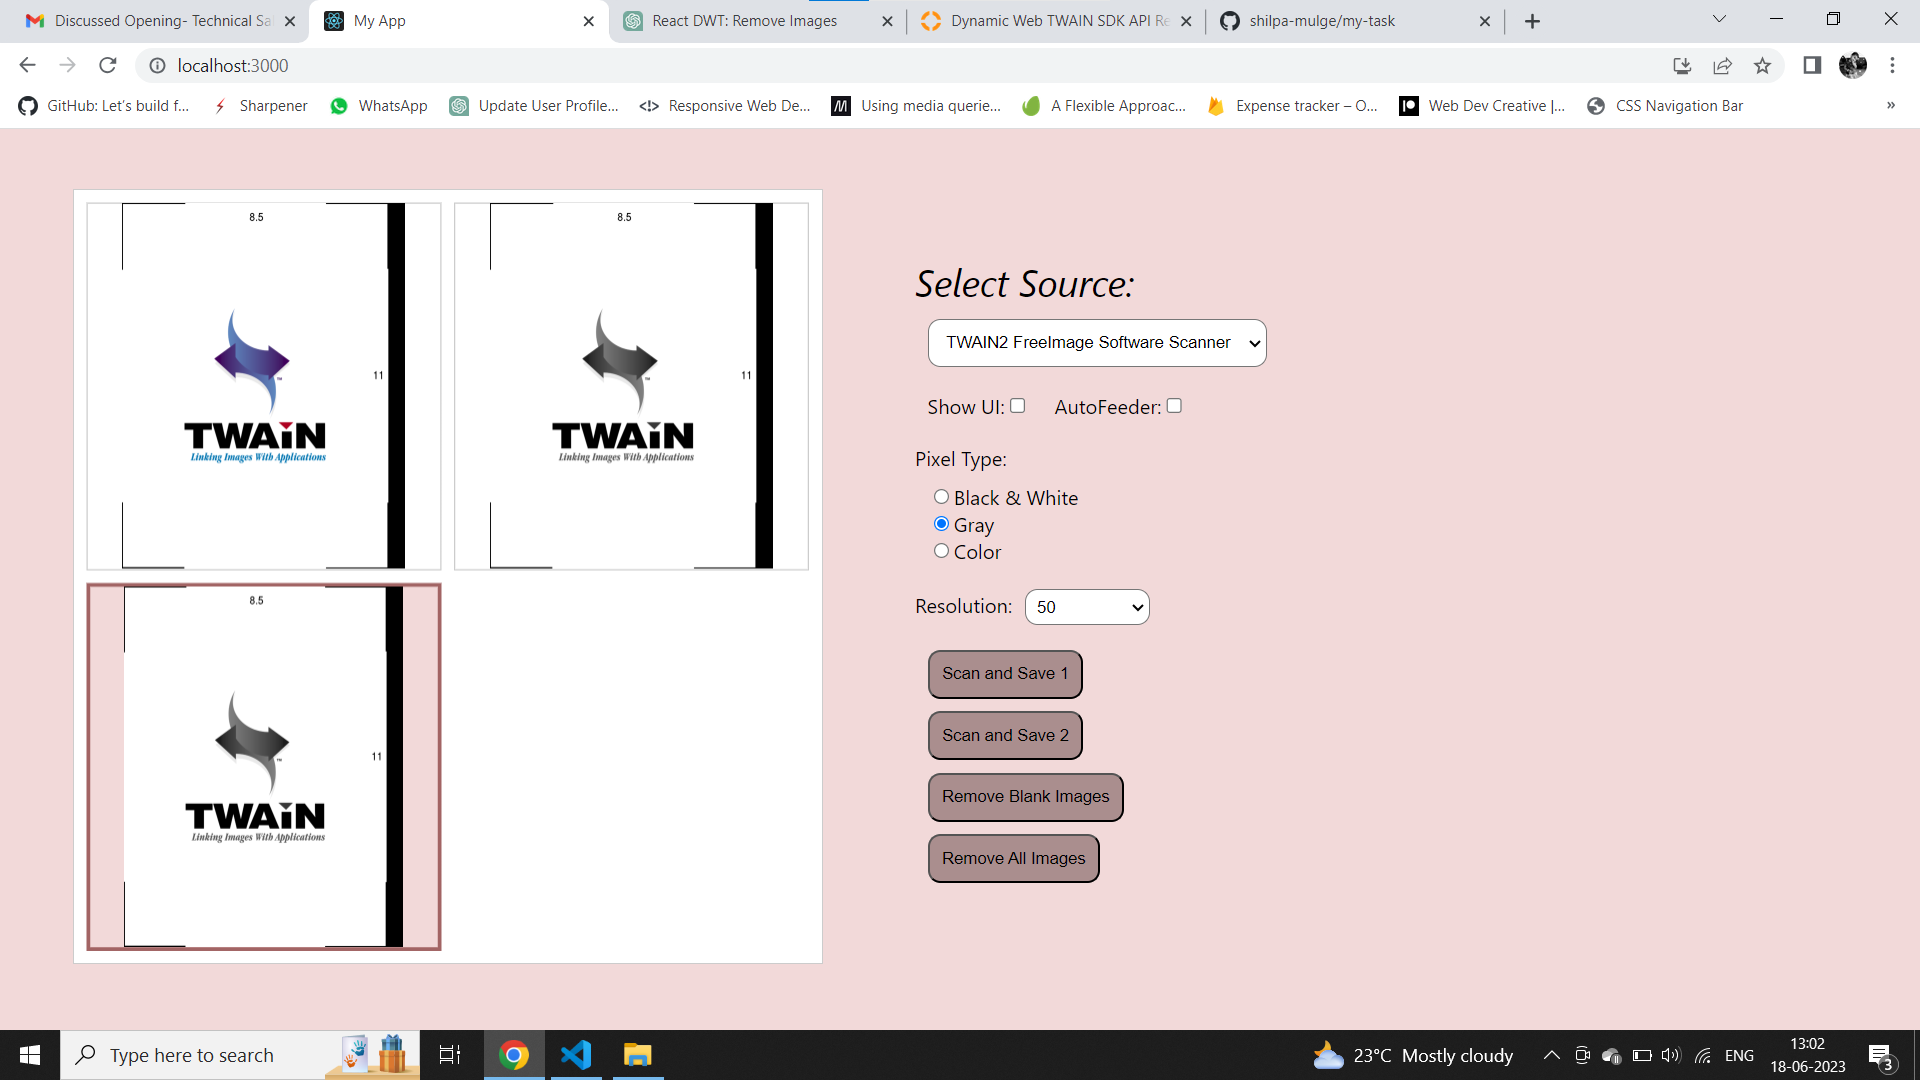 Discussed Opening- Technical Sal
My App
React DWT: Remove Images
Dynamic Web TWAIN SDK API Re
shilpa-mulge/my-task
localhost:3000
GitHub: Let's build f...
Sharpener
WhatsApp
Update User Profile...
Responsive Web De...
Using media querie...
A Flexible Approac...
Expense tracker – O...
Web Dev Creative |...
CSS Navigation Bar
»
8.5
11
TWAIN
™
Linking Images With Applications
8.5
11
TWAIN
™
Linking Images With Applications
8.5
11
TWAIN
™
Linking Images With Applications
Select Source:
TWAIN2 FreeImage Software Scanner
Show UI:
AutoFeeder:
Pixel Type:
Black & White
Gray
Color
Resolution:
50
Scan and Save 1
Scan and Save 2
Remove Blank Images
Remove All Images
Type here to search
23°C Mostly cloudy
ENG
13:02
18-06-2023
3